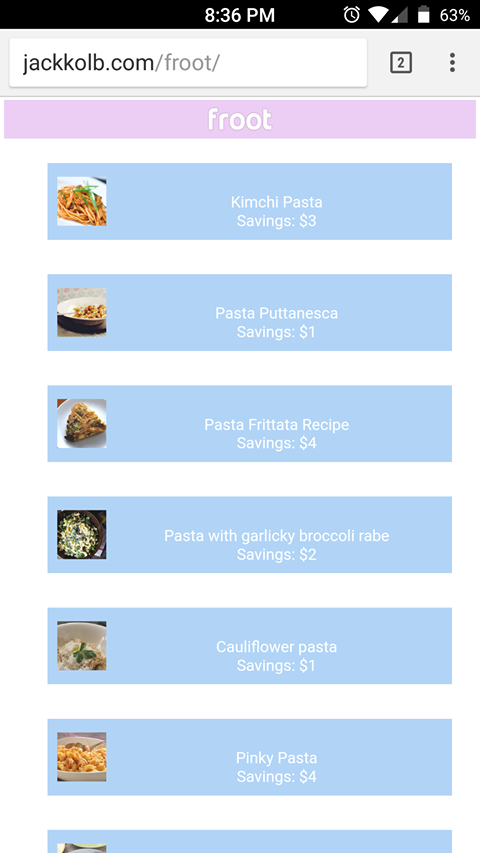 8:36 PM 63%
jackkolb.com/froot/ 2
froot
Kimchi Pasta
Savings: $3
Pasta Puttanesca
Savings: $1
Pasta Frittata Recipe
Savings: $4
Pasta with garlicky broccoli rabe
Savings: $2
Cauliflower pasta
Savings: $1
Pinky Pasta
Savings: $4